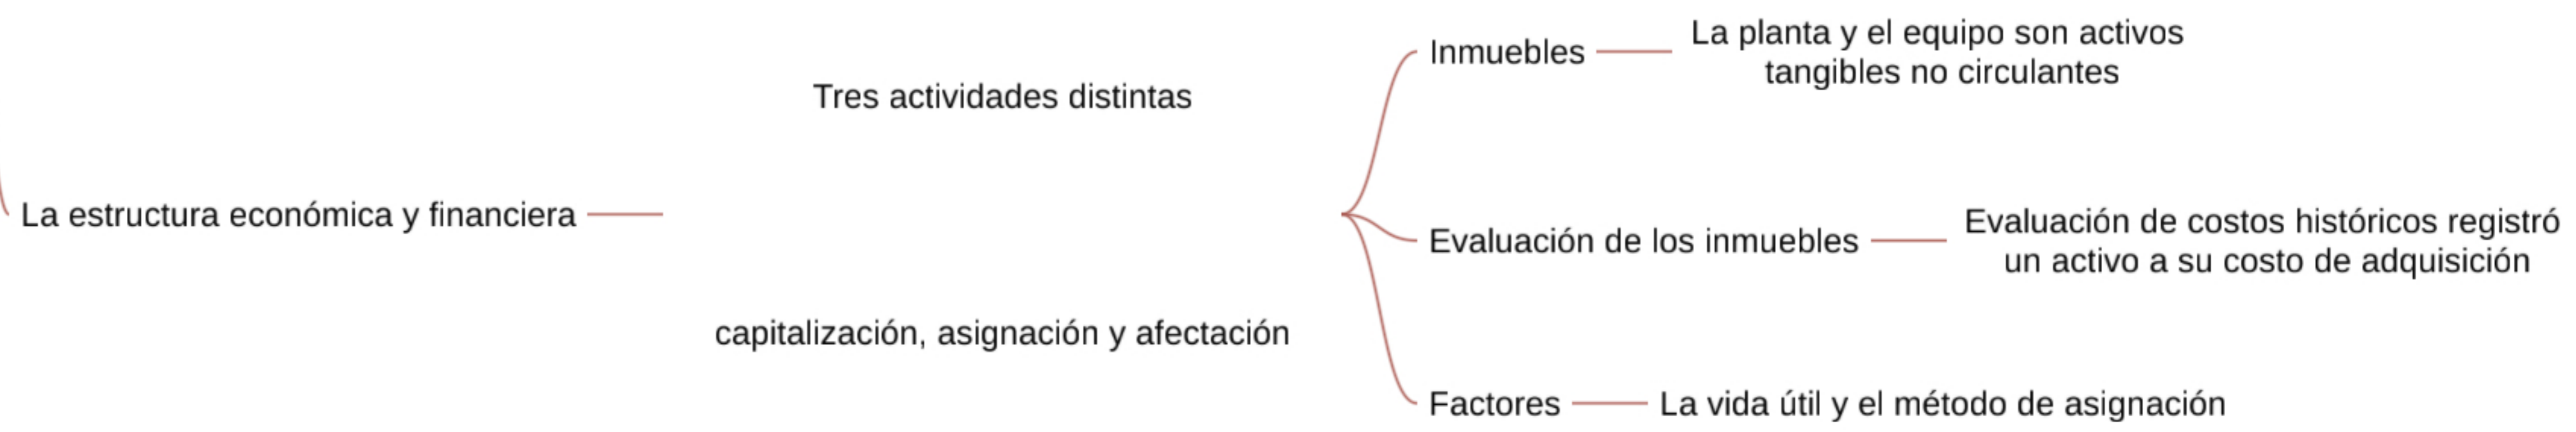 La estructura económica y financiera
Tres actividades distintas
capitalización, asignación y afectación
Inmuebles
La planta y el equipo son activos
tangibles no circulantes
Evaluación de los inmuebles
Evaluación de costos históricos registró
un activo a su costo de adquisición
Factores
La vida útil y el método de asignación